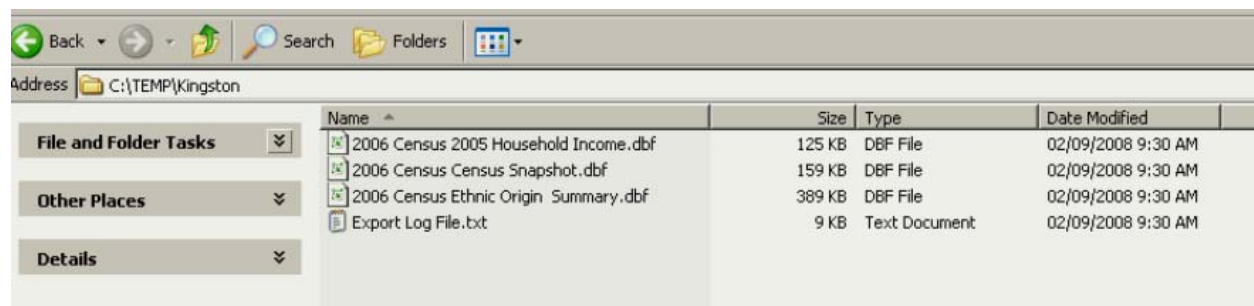 Back Search Folders
Address C:\TEMP\Kingston
Name Size Type Date Modified
File and Folder Tasks
2006 Census 2005 Household Income.dbf 125 KB DBF File 02/09/2008 9:30 AM
2006 Census Census Snapshot.dbf 159 KB DBF File 02/09/2008 9:30 AM
Other Places
2006 Census Ethnic Origin  Summary.dbf 389 KB DBF File 02/09/2008 9:30 AM
Export Log File.txt 9 KB Text Document 02/09/2008 9:30 AM
Details